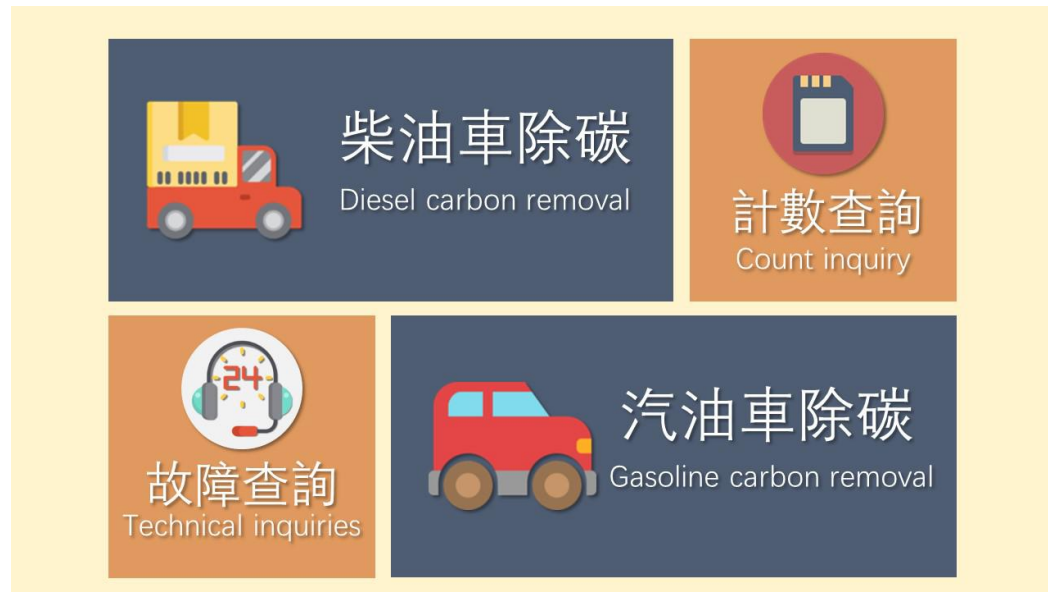 柴油車除碳
Diesel carbon removal
計數查詢
Count inquiry
24
故障查詢
Technical inquiries
汽油車除碳
Gasoline carbon removal